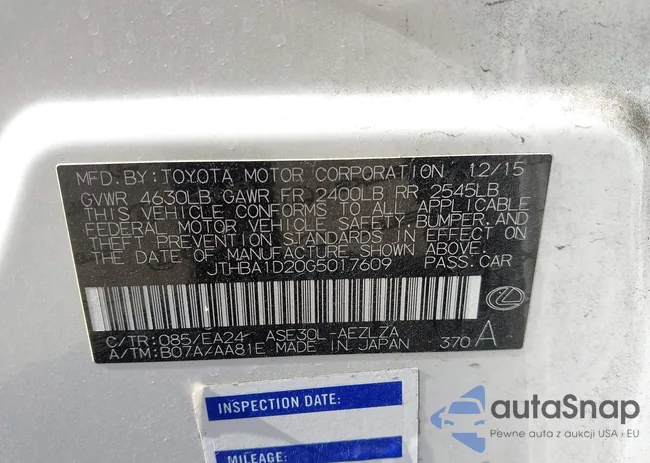 MFD. BY: TOYOTA MOTOR CORPORATION 12/15
GVWR 4630LB GAWR FR 2400LB RR 2545LB
THIS VEHICLE CONFORMS TO ALL APPLICABLE
FEDERAL MOTOR VEHICLE SAFETY, BUMPER, AND
THEFT PREVENTION STANDARDS IN EFFECT ON
THE DATE OF MANUFACTURE SHOWN ABOVE.
JTHBA1D20G5017609 PASS. CAR
C/TR: 085/EA24 ASE30L-AEZLZA
A/TM: B07A/AA81E MADE IN JAPAN 370 A
INSPECTION DATE:
MILEAGE:
autaSnap
Pewne auta z aukcji USA i EU